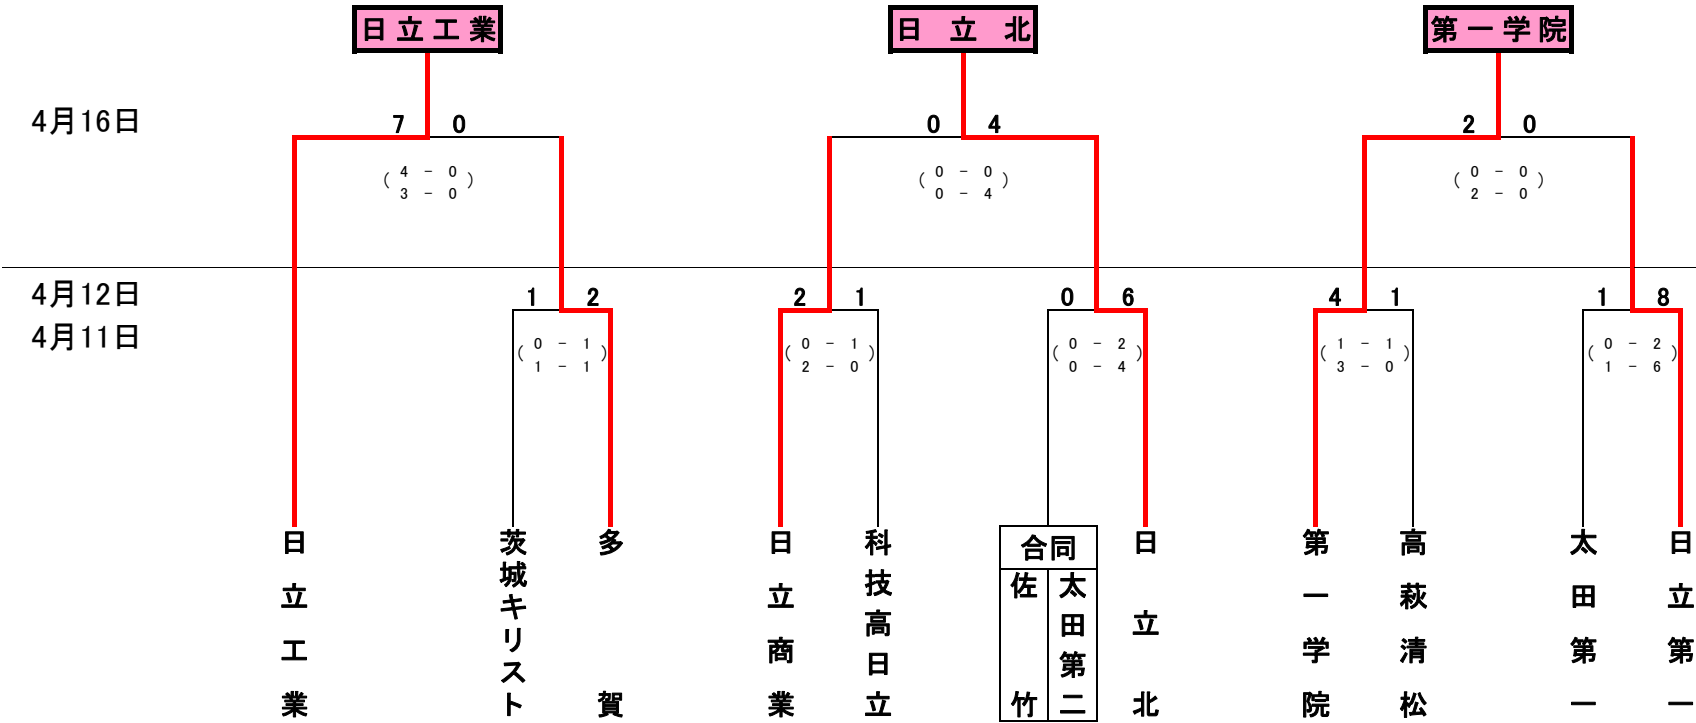 日立工業 日立北 第一学院
4月16日 7 0 0 4 2 0
( 4 - 0 3 - 0 ) ( 0 - 0 0 - 4 ) ( 0 - 0 2 - 0 )
4月12日 1 2 2 1 0 6 4 1 1 8
4月11日
( 0 - 1 1 - 1 ) ( 0 - 1 2 - 0 ) ( 0 - 2 0 - 4 ) ( 1 - 1 3 - 0 ) ( 0 - 2 1 - 6 )
日立工業
茨城キリスト
多賀
日立商業
科技高日立
合同
佐竹
太田第二
日立北
第一学院
高萩清松
太田第一
日立第一